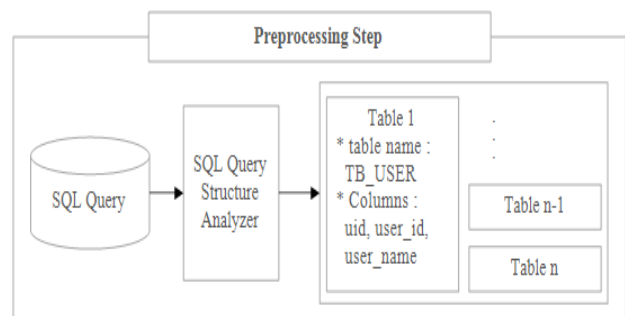 Preprocessing Step
SQL Query
SQL Query
Structure
Analyzer
Table 1
* table name :
TB_USER
* Columns :
uid, user_id,
user_name
.
.
.
Table n-1
Table n